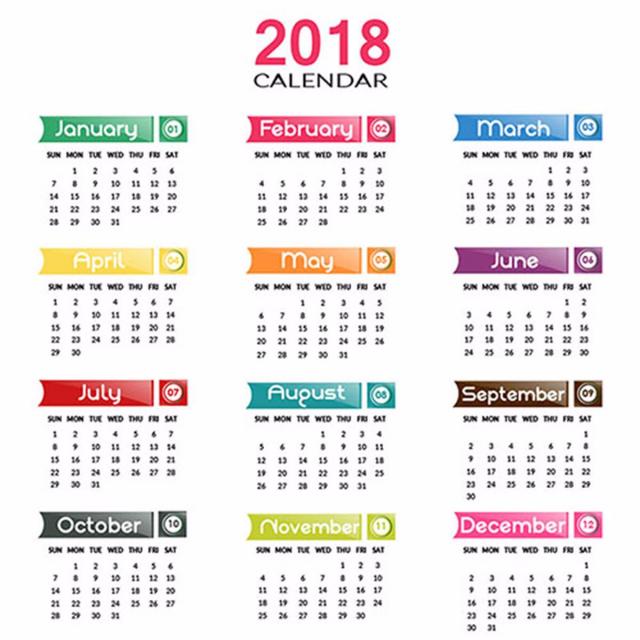 2018
CALENDAR
January 01
SUN MON TUE WED THU FRI SAT
1 2 3 4 5 6
7 8 9 10 11 12 13
14 15 16 17 18 19 20
21 22 23 24 25 26 27
28 29 30 31
February 02
SUN MON TUE WED THU FRI SAT
1 2 3
4 5 6 7 8 9 10
11 12 13 14 15 16 17
18 19 20 21 22 23 24
25 26 27 28
March 03
SUN MON TUE WED THU FRI SAT
1 2 3
4 5 6 7 8 9 10
11 12 13 14 15 16 17
18 19 20 21 22 23 24
25 26 27 28 29 30 31
April 04
SUN MON TUE WED THU FRI SAT
1 2 3 4 5 6 7
8 9 10 11 12 13 14
15 16 17 18 19 20 21
22 23 24 25 26 27 28
29 30
May 05
SUN MON TUE WED THU FRI SAT
1 2 3 4 5
6 7 8 9 10 11 12
13 14 15 16 17 18 19
20 21 22 23 24 25 26
27 28 29 30 31
June 06
SUN MON TUE WED THU FRI SAT
1 2
3 4 5 6 7 8 9
10 11 12 13 14 15 16
17 18 19 20 21 22 23
24 25 26 27 28 29 30
July 07
SUN MON TUE WED THU FRI SAT
1 2 3 4 5 6 7
8 9 10 11 12 13 14
15 16 17 18 19 20 21
22 23 24 25 26 27 28
29 30 31
August 08
SUN MON TUE WED THU FRI SAT
1 2 3 4
5 6 7 8 9 10 11
12 13 14 15 16 17 18
19 20 21 22 23 24 25
26 27 28 29 30 31
September 09
SUN MON TUE WED THU FRI SAT
1
2 3 4 5 6 7 8
9 10 11 12 13 14 15
16 17 18 19 20 21 22
23 24 25 26 27 28 29
30
October 10
SUN MON TUE WED THU FRI SAT
1 2 3 4 5 6
7 8 9 10 11 12 13
14 15 16 17 18 19 20
21 22 23 24 25 26 27
28 29 30 31
November 11
SUN MON TUE WED THU FRI SAT
1 2 3
4 5 6 7 8 9 10
11 12 13 14 15 16 17
18 19 20 21 22 23 24
25 26 27 28 29 30
December 12
SUN MON TUE WED THU FRI SAT
1
2 3 4 5 6 7 8
9 10 11 12 13 14 15
16 17 18 19 20 21 22
23 24 25 26 27 28 29
30 31